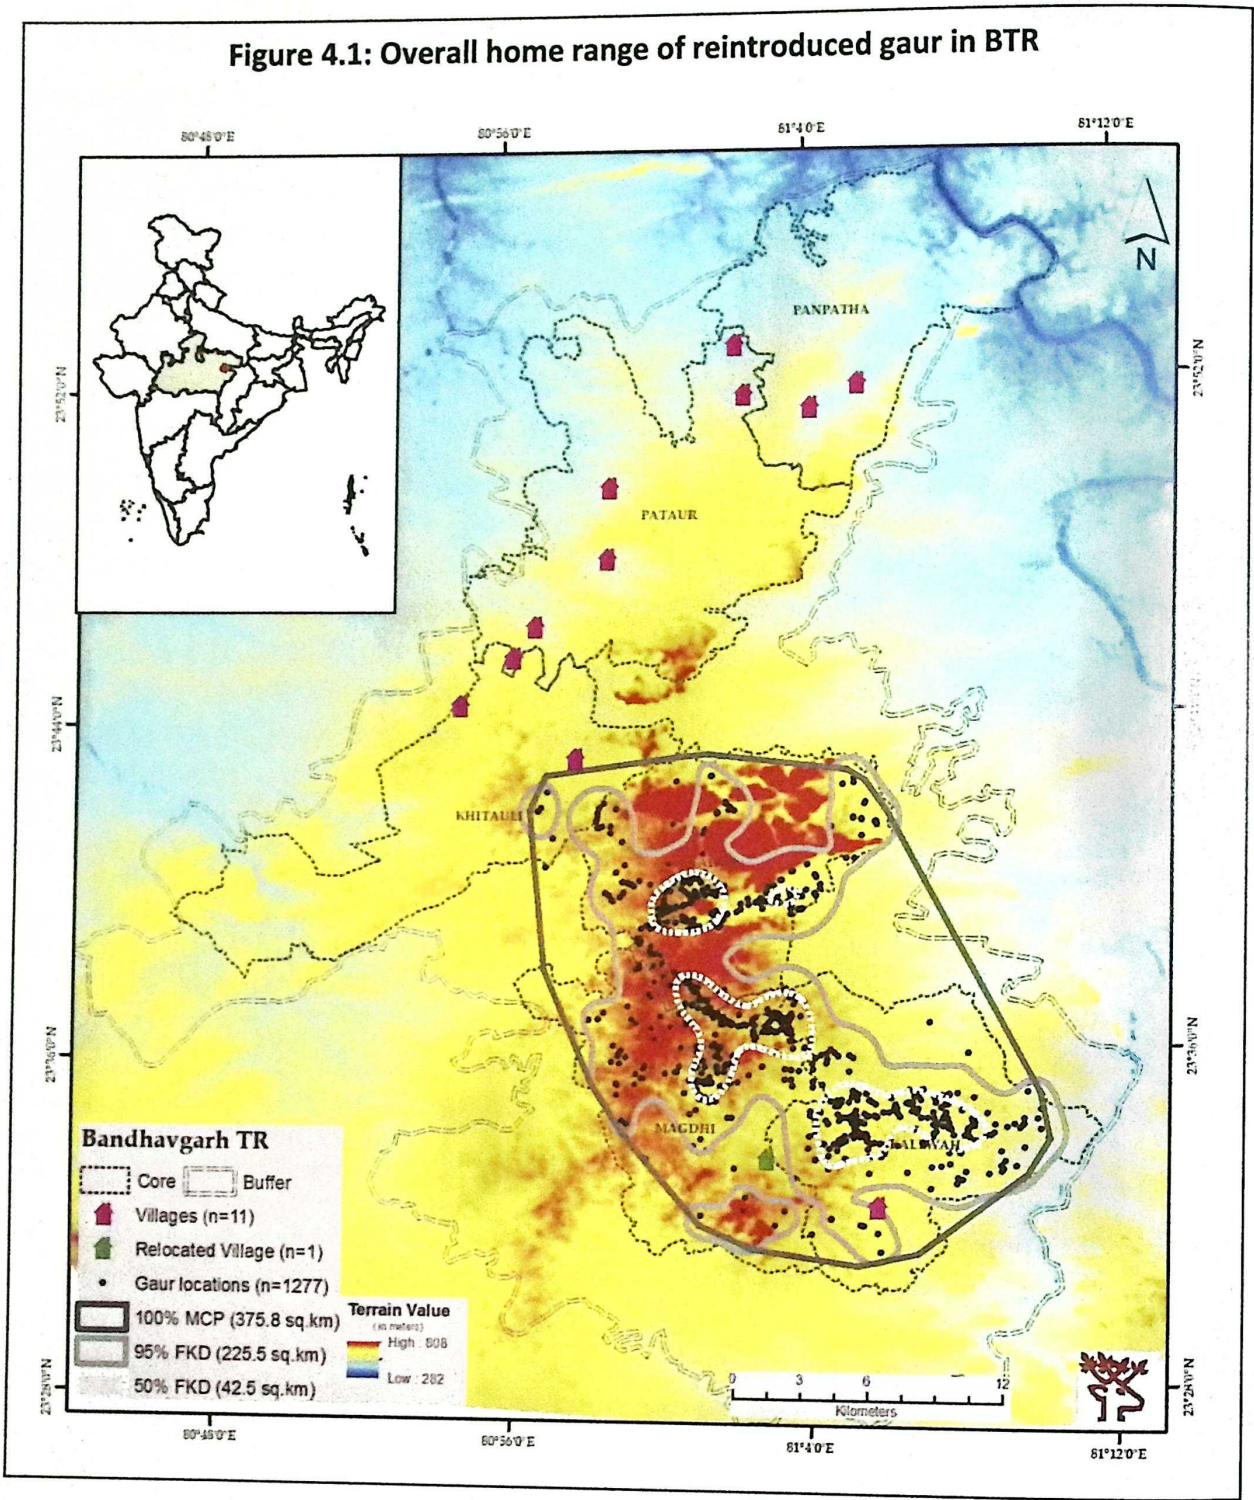 Figure 4.1: Overall home range of reintroduced gaur in BTR
80°48'0"E 80°56'0"E 81°4'0"E 81°12'0"E
N
PANPATHA
23°52'0"N 23°52'0"N
PATAUR
23°44'0"N
KHITAULI
23°36'0"N 23°36'0"N
MAGDHI
Bandhavgarh TR
Core Buffer
Villages (n=11)
Relocated Village (n=1)
Gaur locations (n=1277)
100% MCP (375.8 sq.km)
95% FKD (225.5 sq.km)
50% FKD (42.5 sq.km)
Terrain Value
(in meters)
High : 808
Low : 282
0 3 6 12
Kilometers
23°28'0"N 23°28'0"N
80°48'0"E 80°56'0"E 81°4'0"E 81°12'0"E